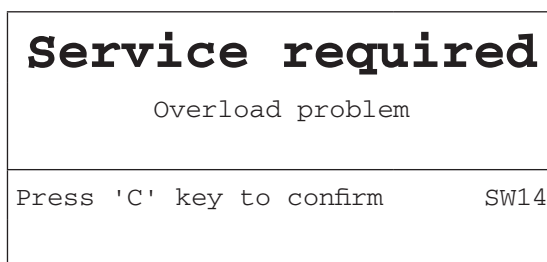 Service required
Overload problem
Press 'C' key to confirm SW14